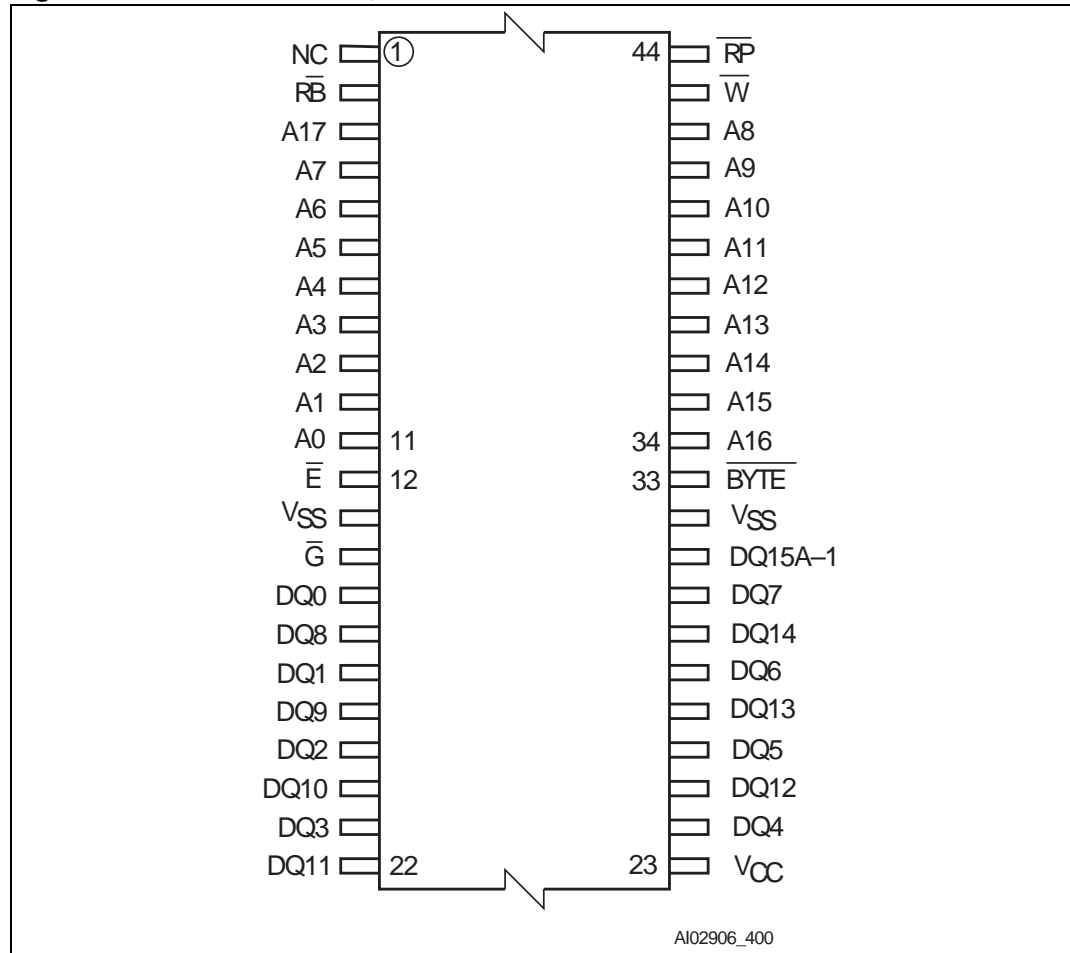 NC 1 44 R̅P̅
RB̅ W̅
A17 A8
A7 A9
A6 A10
A5 A11
A4 A12
A3 A13
A2 A14
A1 A15
A0 11 34 A16
E̅ 12 33 B̅Y̅T̅E̅
VSS VSS
G̅ DQ15A–1
DQ0 DQ7
DQ8 DQ14
DQ1 DQ6
DQ9 DQ13
DQ2 DQ5
DQ10 DQ12
DQ3 DQ4
DQ11 22 23 VCC
AI02906_400